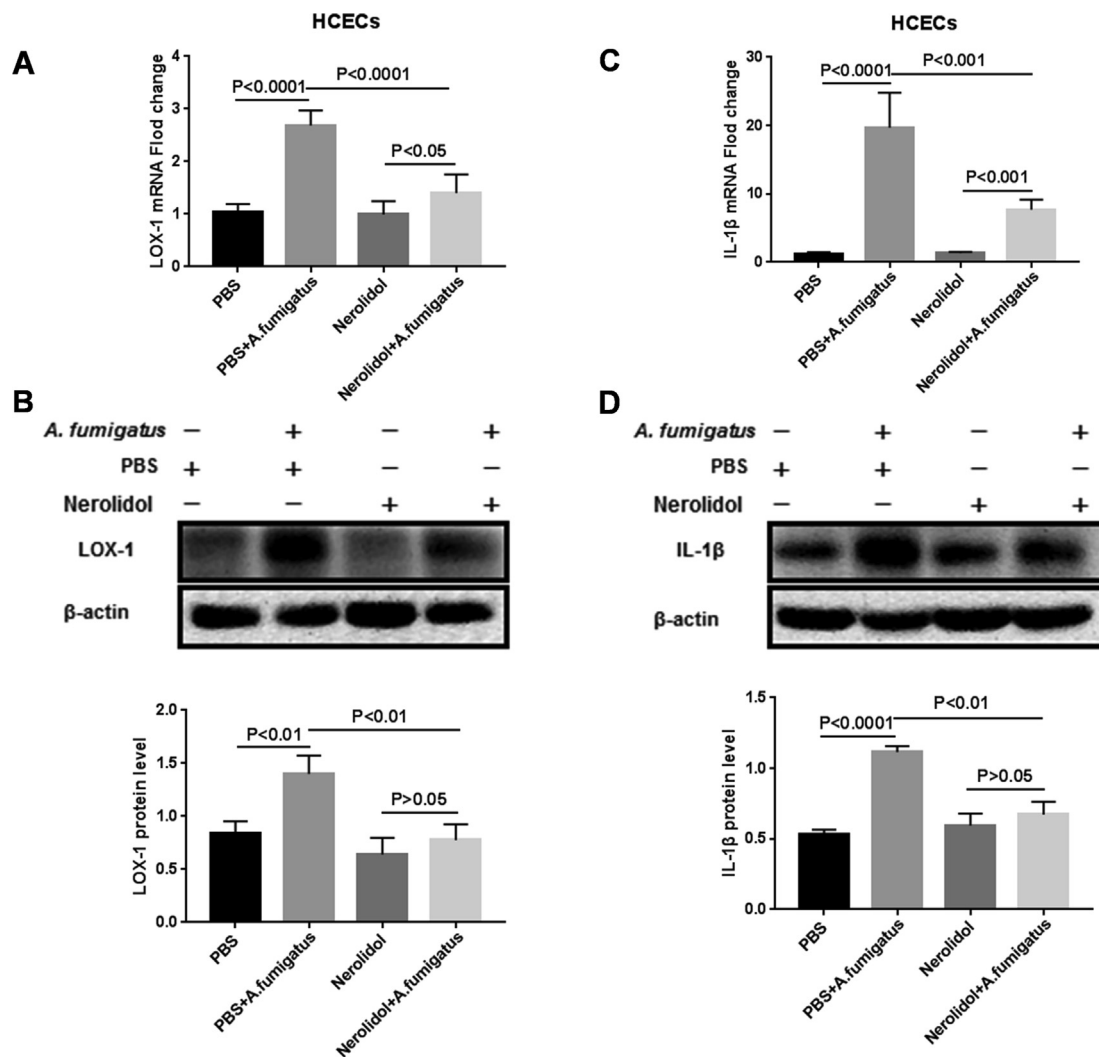 A
HCECs
LOX-1 mRNA Flod change
4
3
2
1
0
P<0.0001
P<0.0001
P<0.05
PBS
PBS+A.fumigatus
Nerolidol
Nerolidol+A.fumigatus
C
HCECs
IL-1β mRNA Flod change
30
20
10
0
P<0.0001
P<0.001
P<0.001
PBS
PBS+A.fumigatus
Nerolidol
Nerolidol+A.fumigatus
B
A. fumigatus – + – +
PBS + + – –
Nerolidol – – + +
LOX-1
β-actin
LOX-1 protein level
2.0
1.5
1.0
0.5
0.0
P<0.01
P<0.01
P>0.05
PBS
PBS+A.fumigatus
Nerolidol
Nerolidol+A.fumigatus
D
A. fumigatus – + – +
PBS + + – –
Nerolidol – – + +
IL-1β
β-actin
IL-1β protein level
1.5
1.0
0.5
0.0
P<0.0001
P<0.01
P>0.05
PBS
PBS+A.fumigatus
Nerolidol
Nerolidol+A.fumigatus